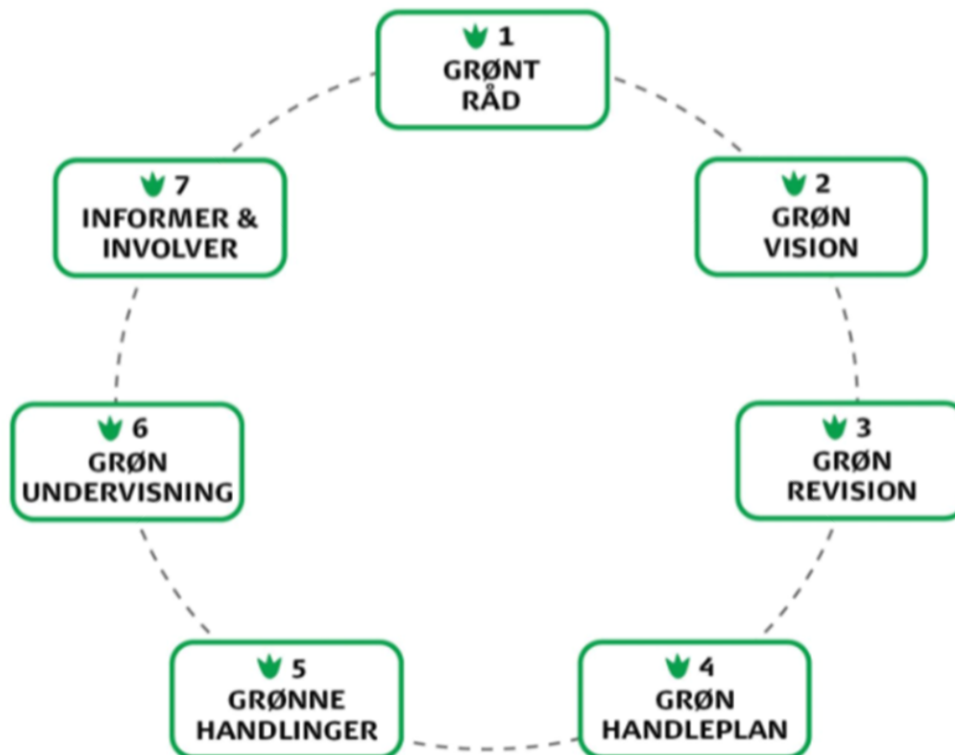 1
GRØNT
RÅD
2
GRØN
VISION
3
GRØN
REVISION
4
GRØN
HANDLEPLAN
5
GRØNNE
HANDLINGER
6
GRØN
UNDERVISNING
7
INFORMER &
INVOLVER